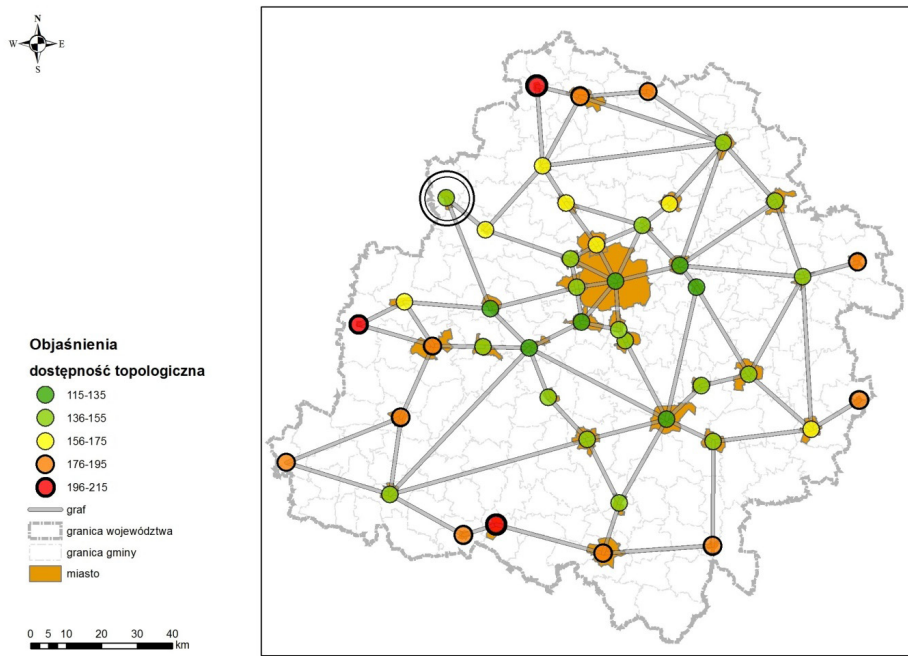 N
W E
S
Objaśnienia
dostępność topologiczna
115-135
136-155
156-175
176-195
196-215
graf
granica województwa
granica gminy
miasto
0 5 10 20 30 40
km